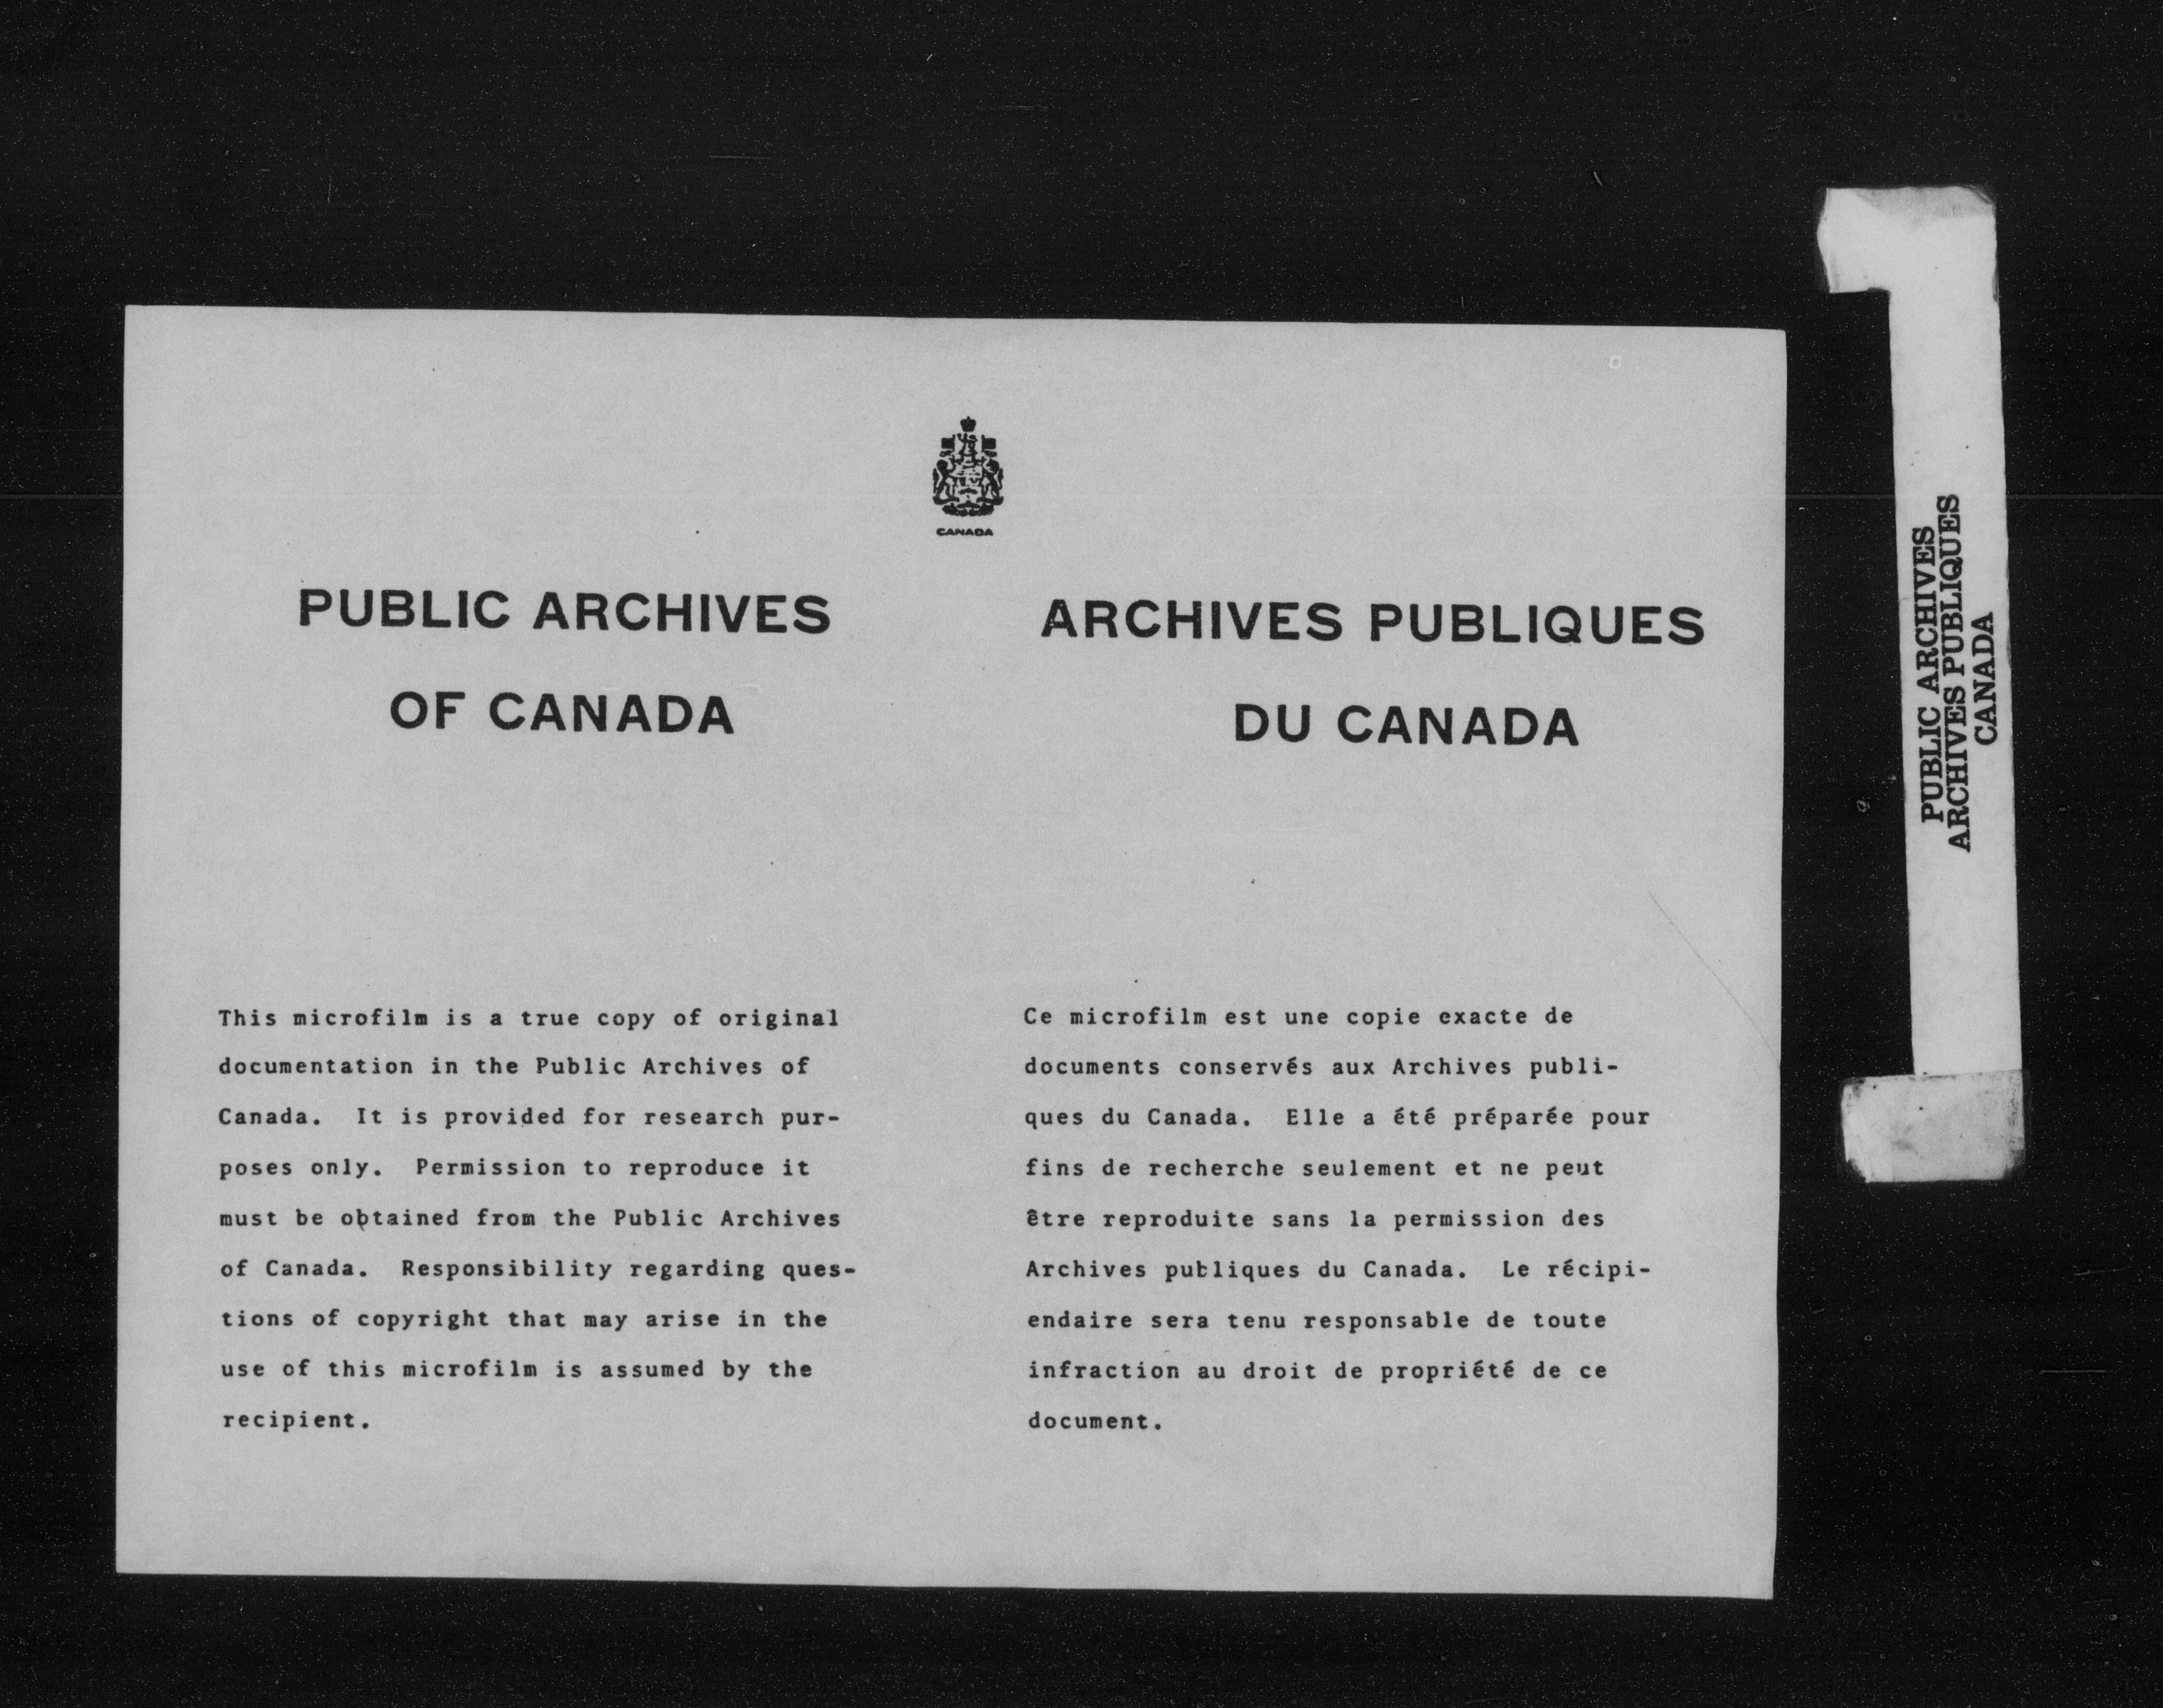 CANADA
PUBLIC ARCHIVES
OF CANADA
This microfilm is a true copy of original
documentation in the Public Archives of
Canada.  It is provided for research pur-
poses only.  Permission to reproduce it
must be obtained from the Public Archives
of Canada.  Responsibility regarding ques-
tions of copyright that may arise in the
use of this microfilm is assumed by the
recipient.
ARCHIVES PUBLIQUES
DU CANADA
Ce microfilm est une copie exacte de
documents conservés aux Archives publi-
ques du Canada.  Elle a été préparée pour
fins de recherche seulement et ne peut
être reproduite sans la permission des
Archives publiques du Canada.  Le récipi-
endaire sera tenu responsable de toute
infraction au droit de propriété de ce
document.
PUBLIC ARCHIVES
ARCHIVES PUBLIQUES
CANADA